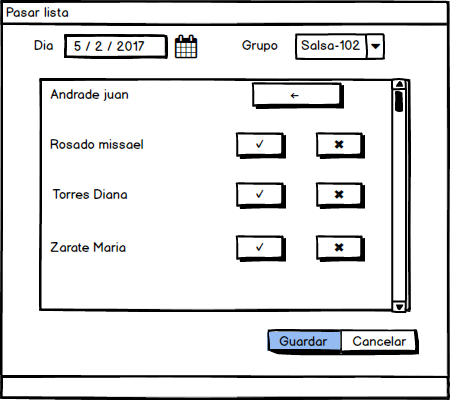 Pasar lista
Dia 5 / 2 / 2017 Grupo Salsa-102
Andrade juan ←
Rosado missael ✓ ✖
Torres Diana ✓ ✖
Zarate Maria ✓ ✖
Guardar Cancelar